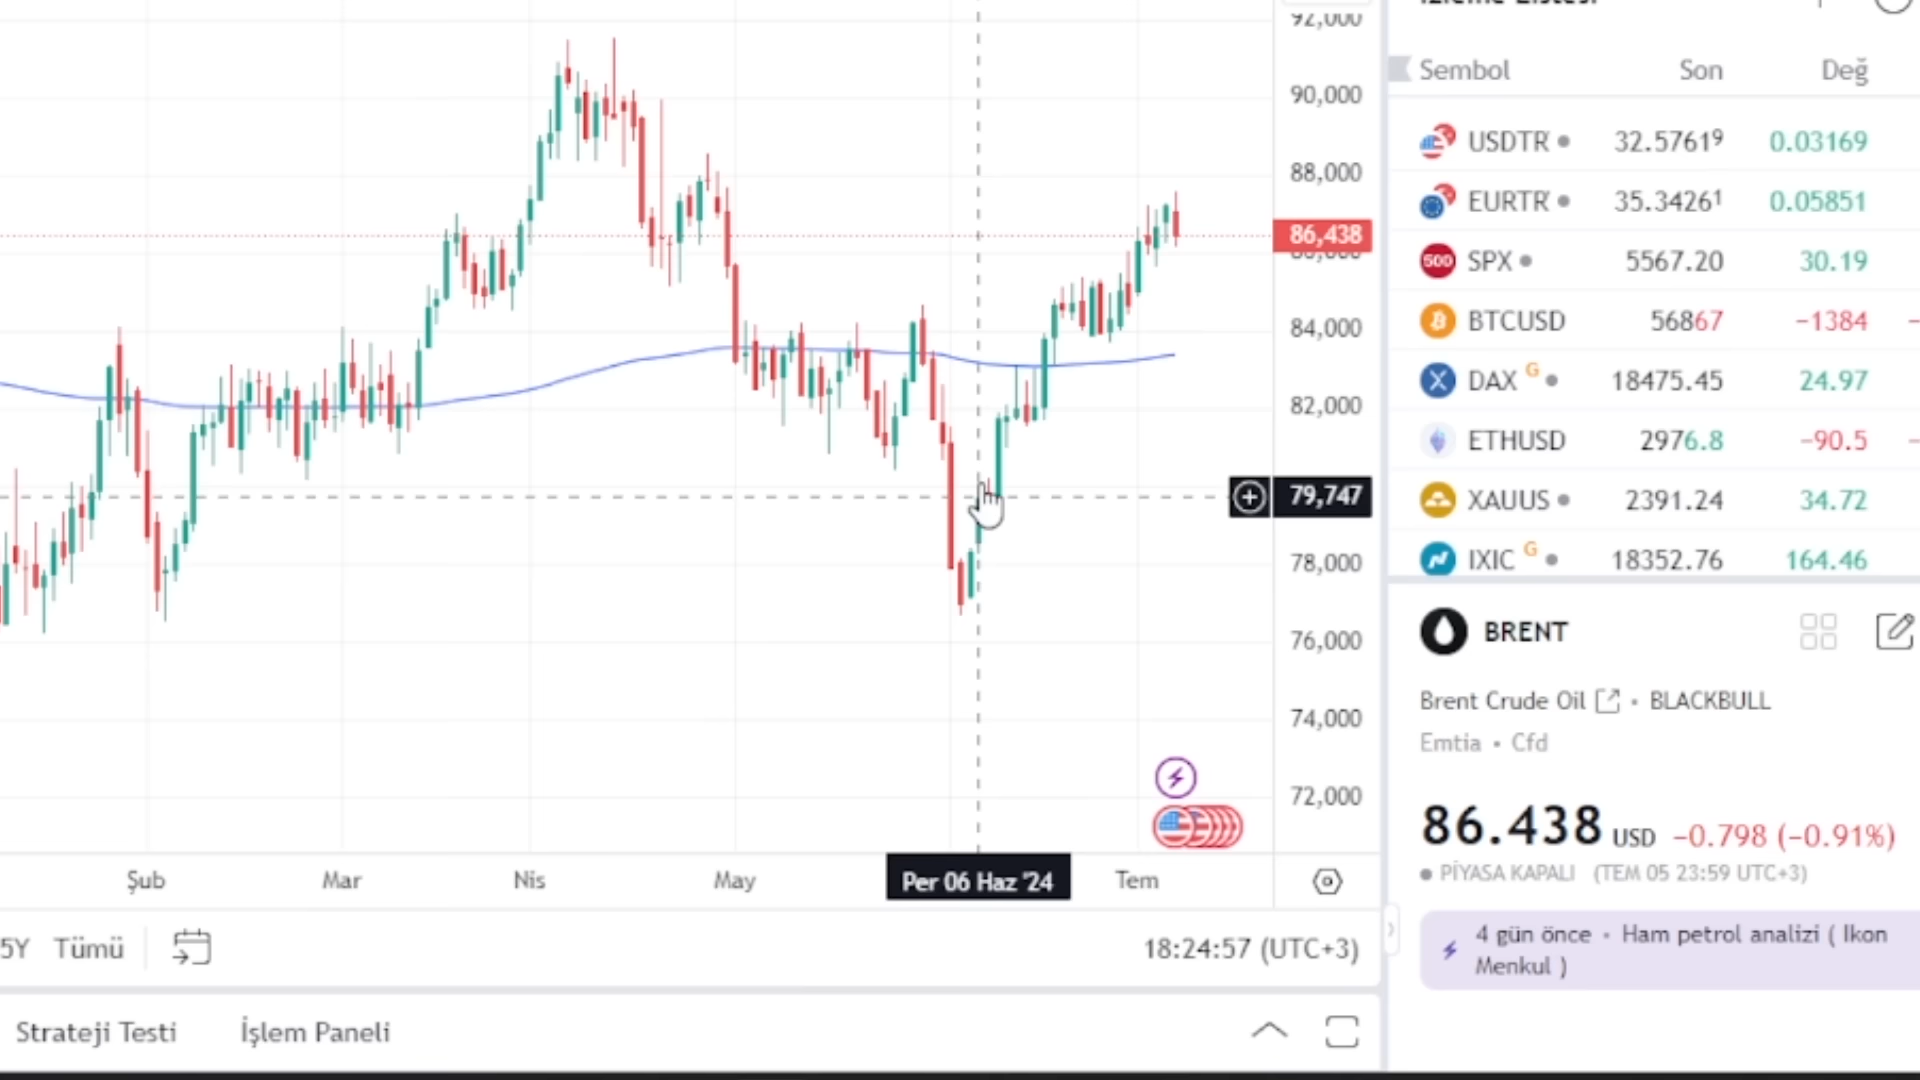 92,000
90,000
88,000
86,438
86,000
84,000
82,000
79,747
78,000
76,000
74,000
72,000
Şub Mar Nis May Per 06 Haz '24 Tem
5Y Tümü 18:24:57 (UTC+3)
Strateji Testi İşlem Paneli
İzleme Listesi
Sembol Son Değ
USDTR 32.57619 0.03169
EURTR 35.34261 0.05851
500 SPX 5567.20 30.19
BTCUSD 56867 −1384
DAX G 18475.45 24.97
ETHUSD 2976.8 −90.5
XAUUS 2391.24 34.72
IXIC G 18352.76 164.46
BRENT
Brent Crude Oil • BLACKBULL
Emtia • Cfd
86.438 USD −0.798 (−0.91%)
PİYASA KAPALI (TEM 05 23:59 UTC+3)
4 gün önce • Ham petrol analizi ( Ikon
Menkul )